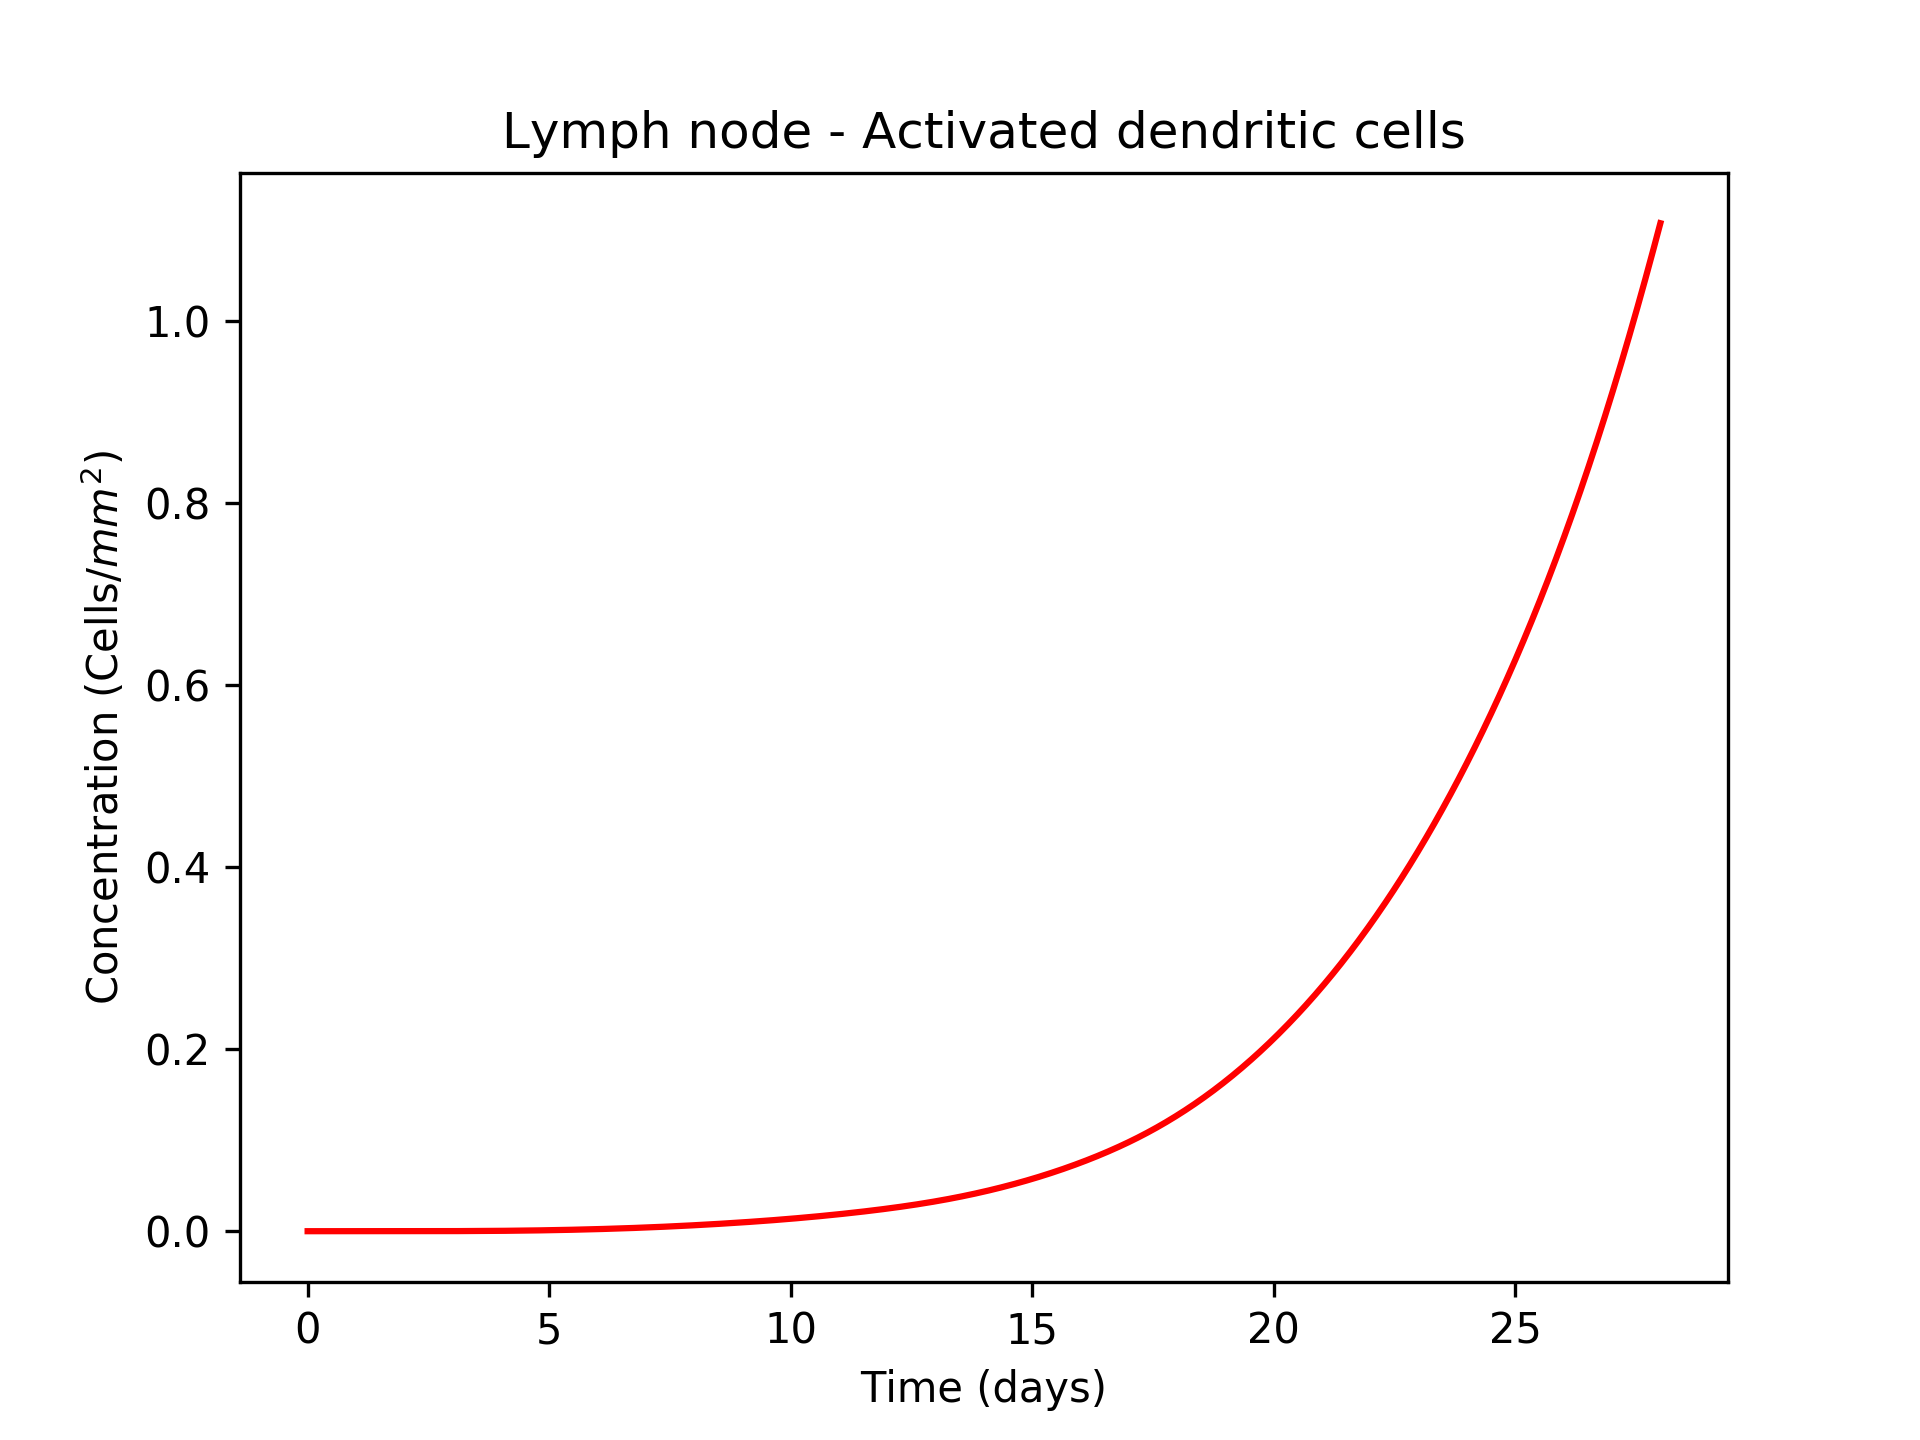 Lymph node - Activated dendritic cells
Concentration (Cells/mm²)
1.0
0.8
0.6
0.4
0.2
0.0
0 5 10 15 20 25
Time (days)